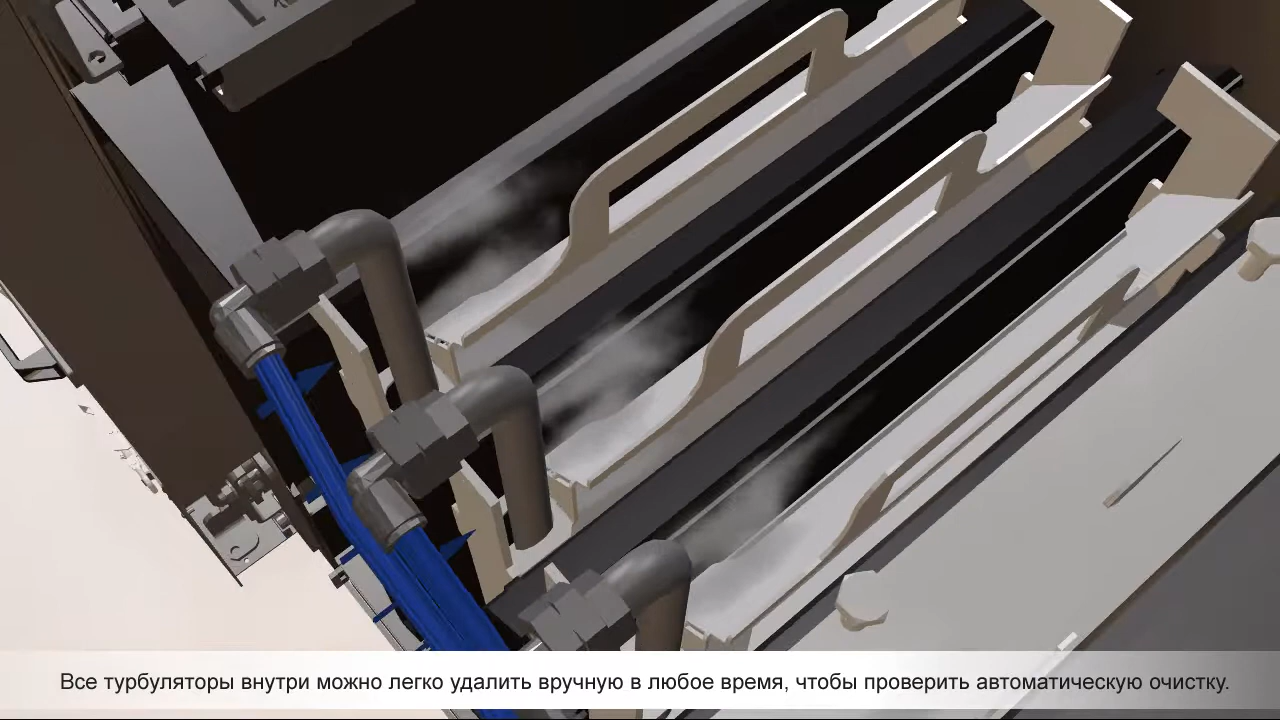 Все турбуляторы внутри можно легко удалить вручную в любое время, чтобы проверить автоматическую очистку.